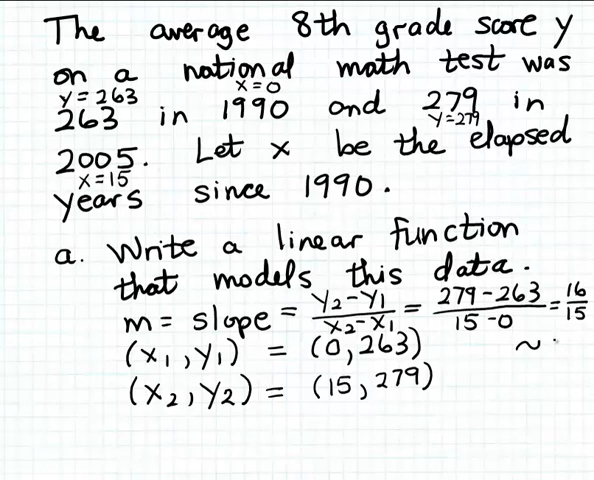 The average 8th grade score y
on a national math test was
y = 263 x = 0
263 in 1990 and 279 in
y = 279
2005. Let x be the elapsed
x = 15
years since 1990.
a. Write a linear function
that models this data.
m = slope = y2 - y1 / x2 - x1 = 279 - 263 / 15 - 0 = 16 / 15
(x1, y1) = (0, 263) ~
(x2, y2) = (15, 279)